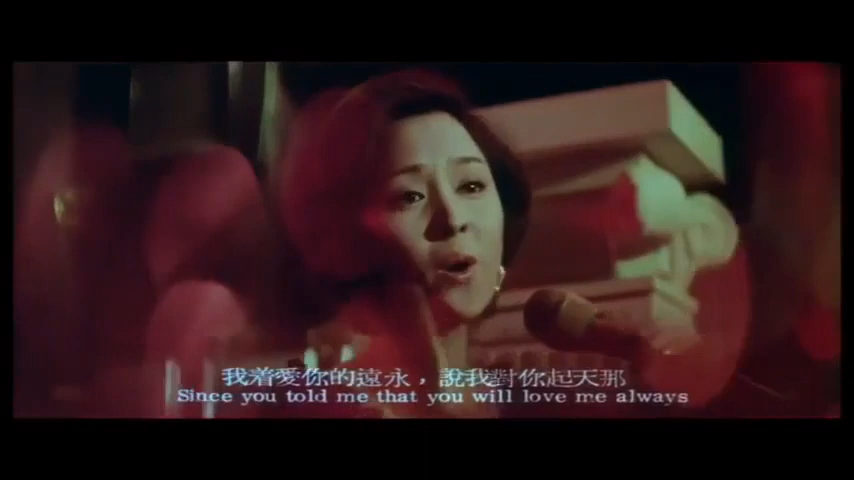 那天起你對我說，永遠的你愛着我
Since you told me that you will love me always